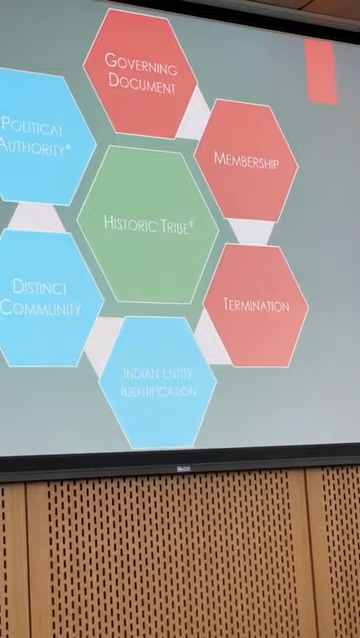 GOVERNING
DOCUMENT
POLITICAL
AUTHORITY*
MEMBERSHIP
HISTORIC TRIBE*
DISTINCT
COMMUNITY
TERMINATION
INDIAN ENTITY
IDENTIFICATION